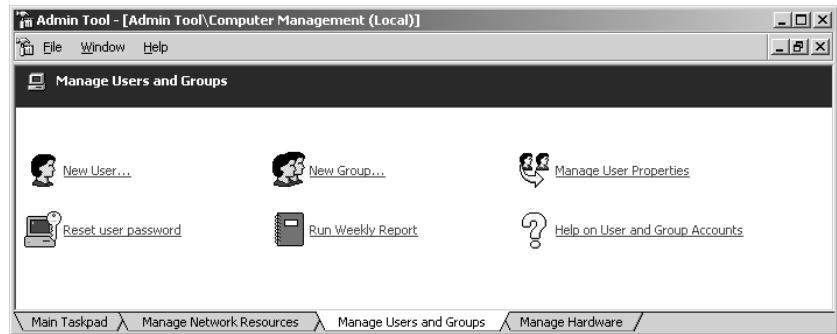 Admin Tool - [Admin Tool\Computer Management (Local)]
File Window Help
Manage Users and Groups
New User... New Group... Manage User Properties
Reset user password Run Weekly Report Help on User and Group Accounts
Main Taskpad Manage Network Resources Manage Users and Groups Manage Hardware